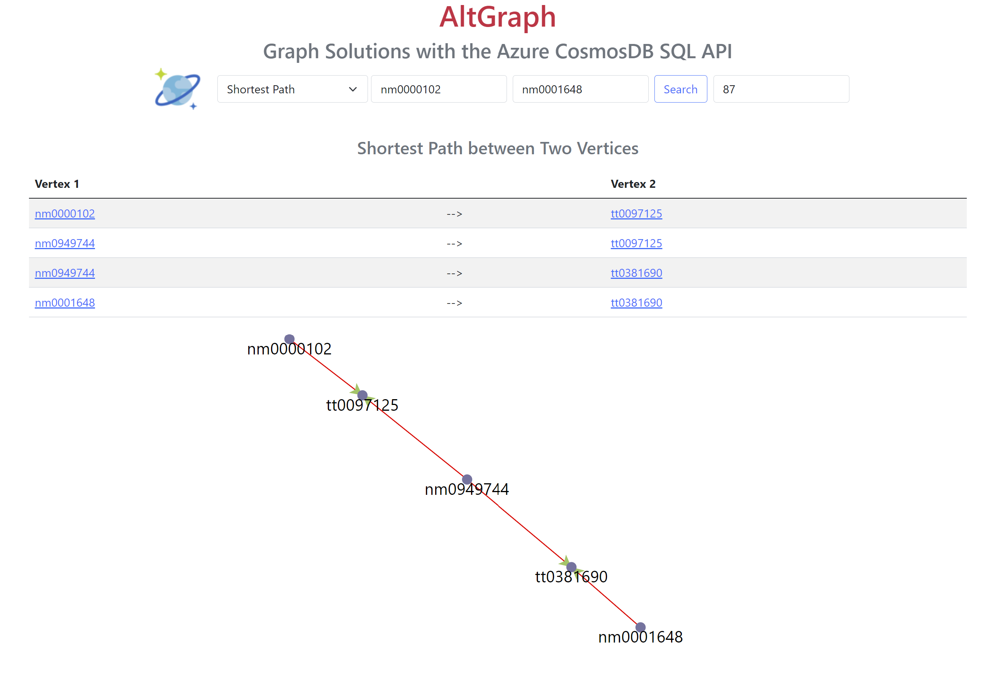 AltGraph
Graph Solutions with the Azure CosmosDB SQL API
Shortest Path nm0000102 nm0001648 Search 87
Shortest Path between Two Vertices
Vertex 1 Vertex 2
nm0000102 --> tt0097125
nm0949744 --> tt0097125
nm0949744 --> tt0381690
nm0001648 --> tt0381690
nm0000102
tt0097125
nm0949744
tt0381690
nm0001648